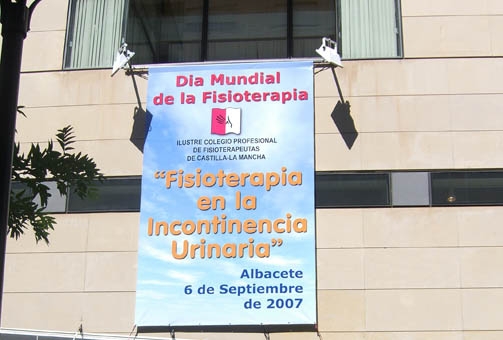 Dia Mundial
de la Fisioterapia
ILUSTRE COLEGIO PROFESIONAL
DE FISIOTERAPEUTAS
DE CASTILLA-LA MANCHA
“Fisioterapia
en la
Incontinencia
Urinaria”
Albacete
6 de Septiembre
de 2007